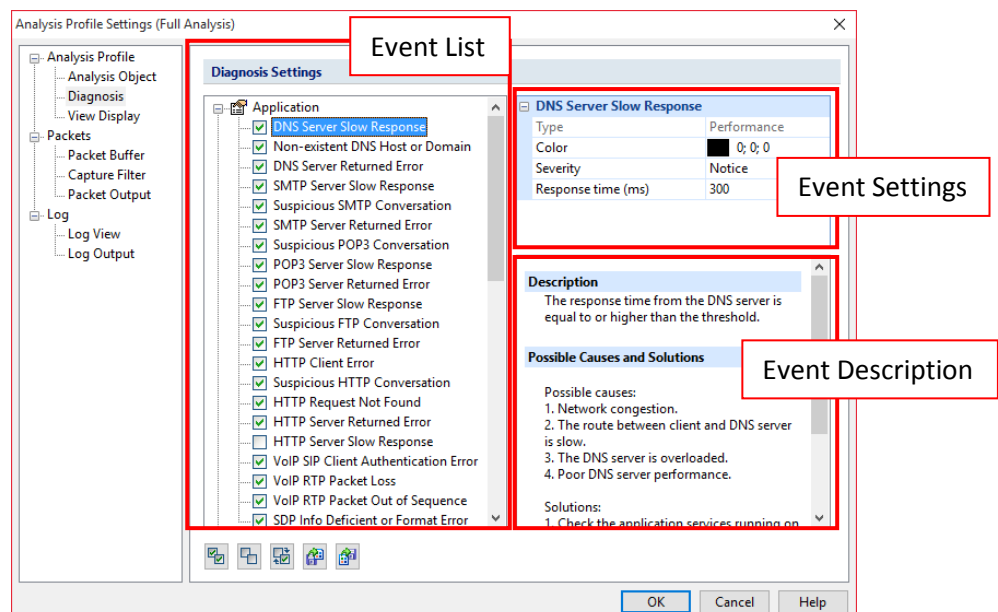 Analysis Profile Settings (Full Analysis)
Event List
Analysis Profile
Analysis Object
Diagnosis
View Display
Packets
Packet Buffer
Capture Filter
Packet Output
Log
Log View
Log Output
Diagnosis Settings
Application
DNS Server Slow Response
Non-existent DNS Host or Domain
DNS Server Returned Error
SMTP Server Slow Response
Suspicious SMTP Conversation
SMTP Server Returned Error
Suspicious POP3 Conversation
POP3 Server Slow Response
POP3 Server Returned Error
FTP Server Slow Response
Suspicious FTP Conversation
FTP Server Returned Error
HTTP Client Error
Suspicious HTTP Conversation
HTTP Request Not Found
HTTP Server Returned Error
HTTP Server Slow Response
VoIP SIP Client Authentication Error
VoIP RTP Packet Loss
VoIP RTP Packet Out of Sequence
SDP Info Deficient or Format Error
DNS Server Slow Response
Type Performance
Color 0; 0; 0
Severity Notice
Response time (ms) 300
Event Settings
Description
The response time from the DNS server is
equal to or higher than the threshold.
Possible Causes and Solutions
Event Description
Possible causes:
1. Network congestion.
2. The route between client and DNS server
is slow.
3. The DNS server is overloaded.
4. Poor DNS server performance.
Solutions:
1. Check the application services running on
OK Cancel Help